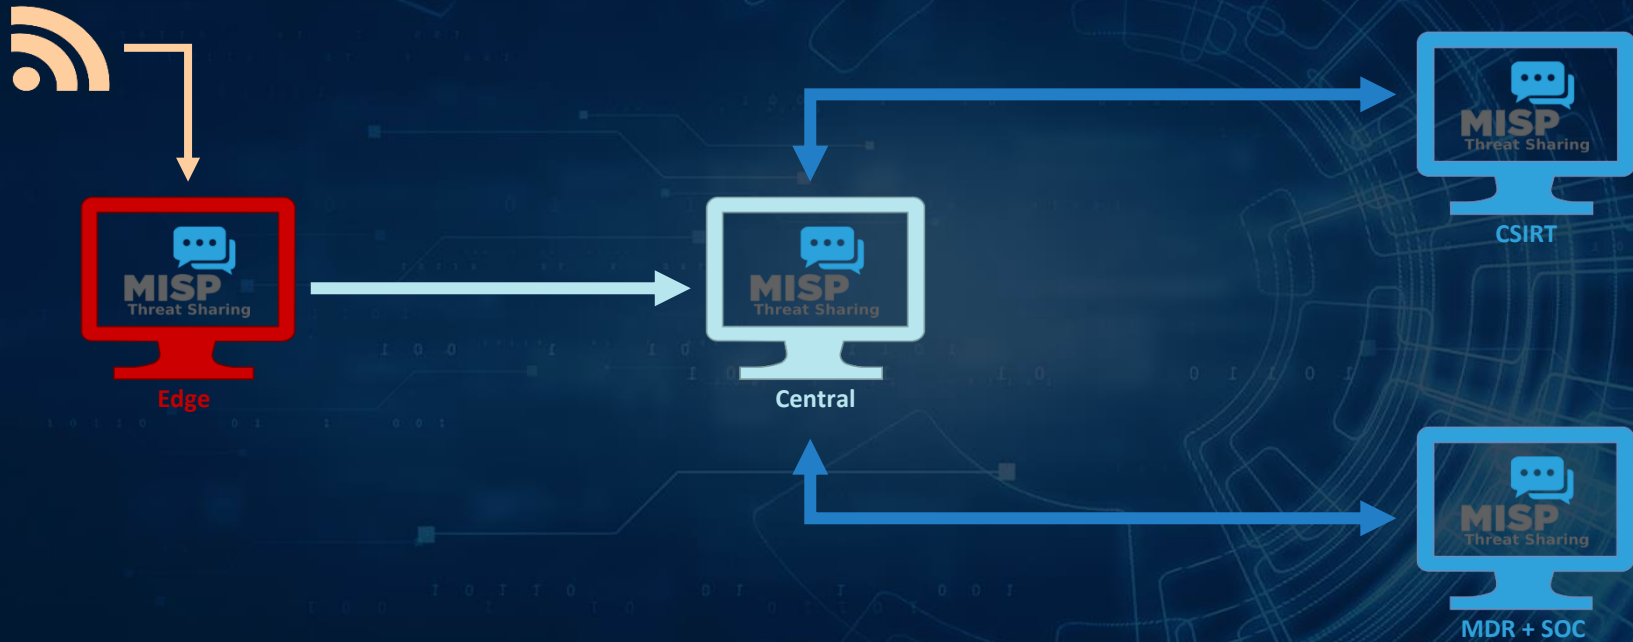 MISP
Threat Sharing
CSIRT
MISP
Threat Sharing
Edge
MISP
Threat Sharing
Central
MISP
Threat Sharing
MDR + SOC